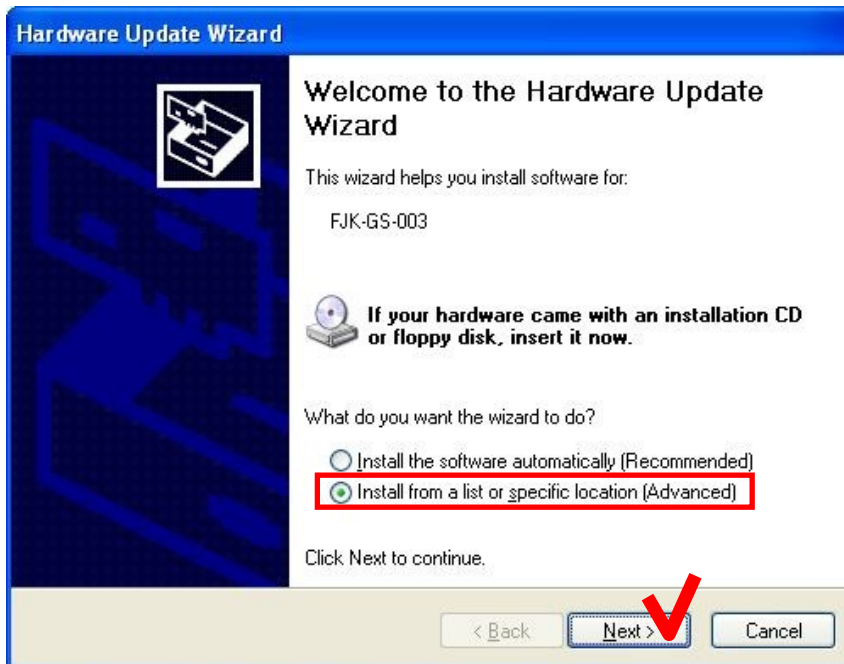 Hardware Update Wizard
Welcome to the Hardware Update
Wizard
This wizard helps you install software for:
FJK-GS-003
If your hardware came with an installation CD
or floppy disk, insert it now.
What do you want the wizard to do?
Install the software automatically (Recommended)
Install from a list or specific location (Advanced)
Click Next to continue.
< Back Next > Cancel